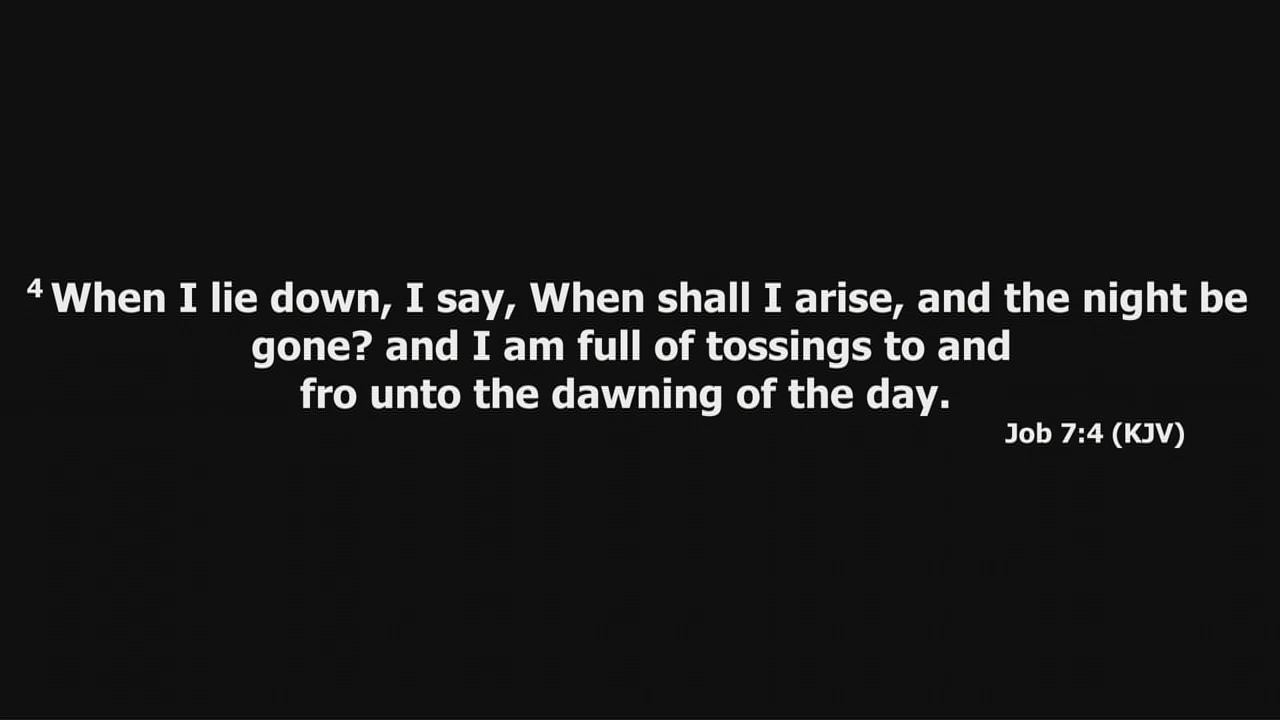 4 When I lie down, I say, When shall I arise, and the night be
gone? and I am full of tossings to and
fro unto the dawning of the day.
Job 7:4 (KJV)